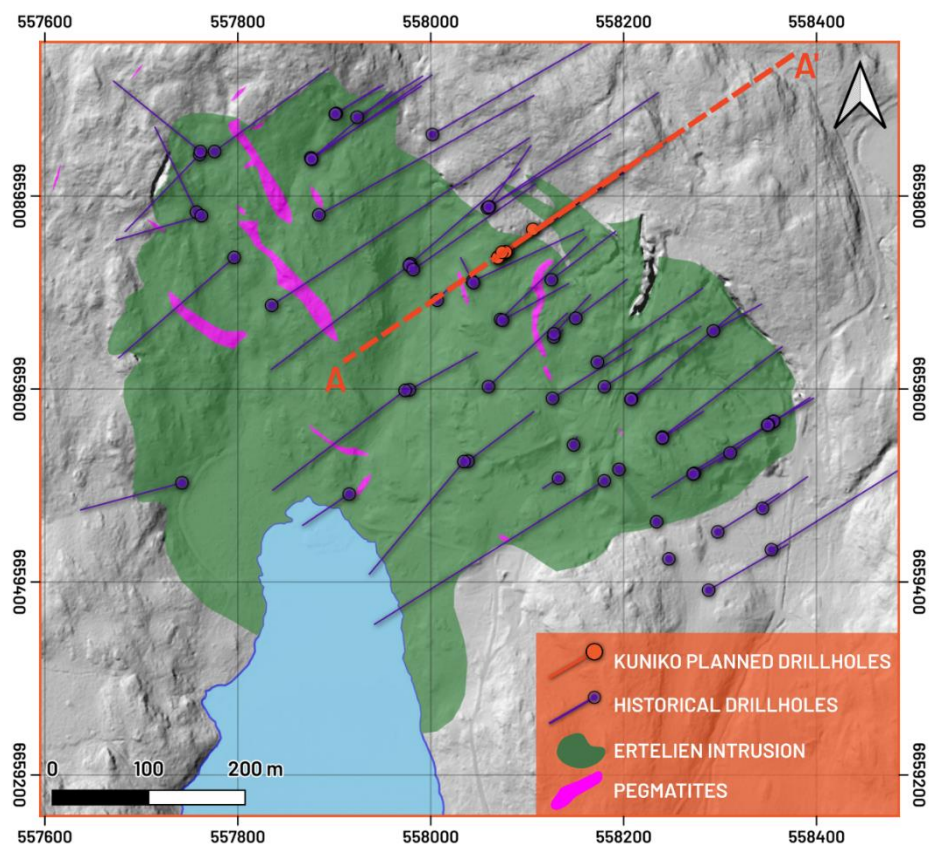 557600 557800 558000 558200 558400
A'
6659800 6659800
A
6659600 6659600
6659400 6659400
KUNIKO PLANNED DRILLHOLES
HISTORICAL DRILLHOLES
ERTELIEN INTRUSION
PEGMATITES
0 100 200 m
6659200 6659200
557600 557800 558000 558200 558400